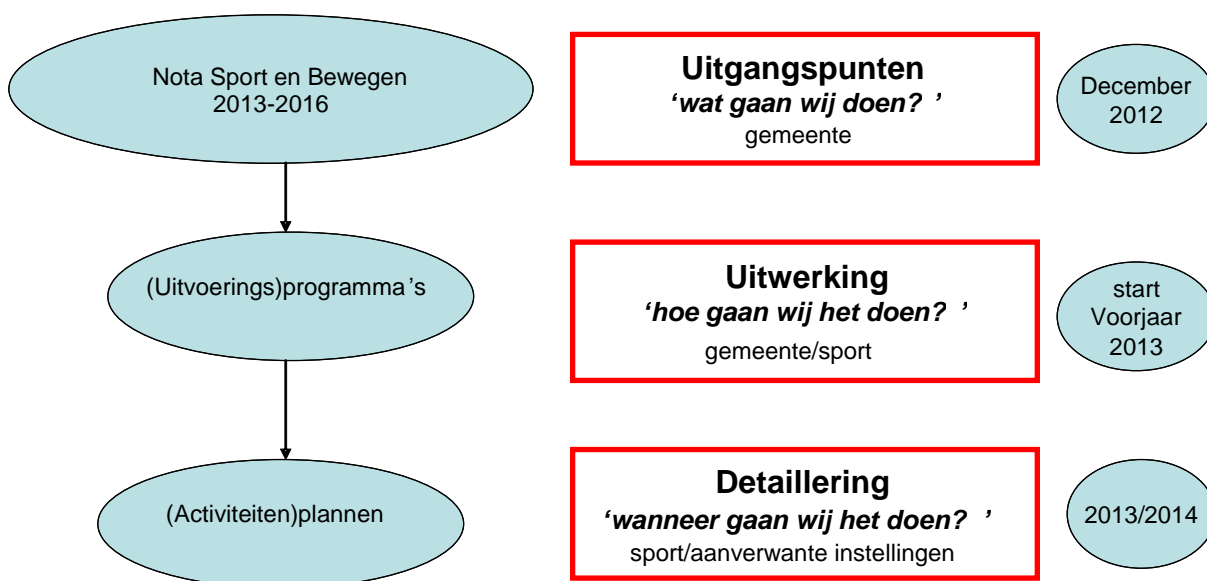 Nota Sport en Bewegen
2013-2016
Uitgangspunten
‘wat gaan wij doen? ’
gemeente
December
2012
(Uitvoerings)programma’s
Uitwerking
‘hoe gaan wij het doen? ’
gemeente/sport
start
Voorjaar
2013
(Activiteiten)plannen
Detaillering
‘wanneer gaan wij het doen? ’
sport/aanverwante instellingen
2013/2014